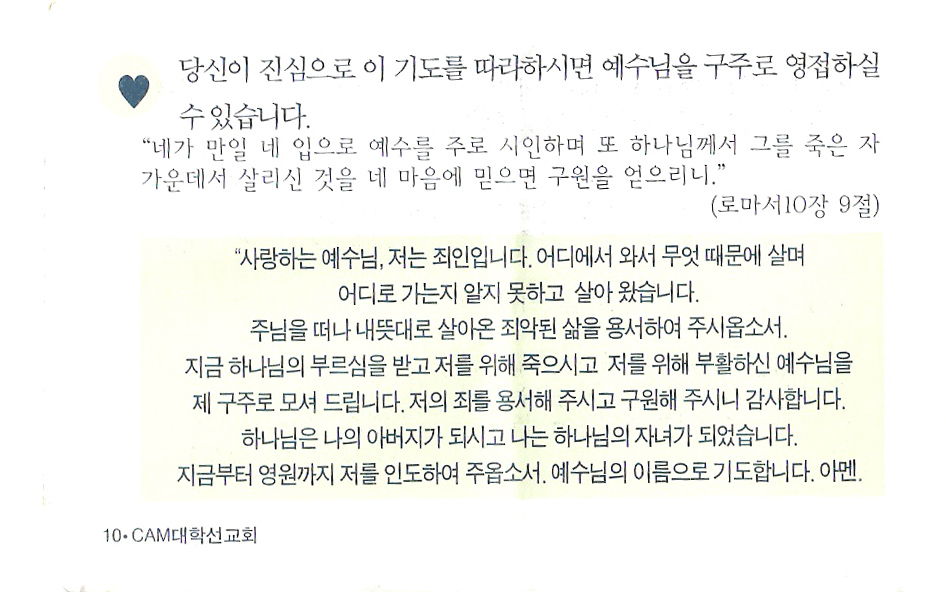 당신이 진심으로 이 기도를 따라하시면 예수님을 구주로 영접하실
수 있습니다.
“네가 만일 네 입으로 예수를 주로 시인하며 또 하나님께서 그를 죽은 자
가운데서 살리신 것을 네 마음에 믿으면 구원을 얻으리니.”
(로마서10장 9절)
“사랑하는 예수님, 저는 죄인입니다. 어디에서 와서 무엇 때문에 살며
어디로 가는지 알지 못하고 살아 왔습니다.
주님을 떠나 내뜻대로 살아온 죄악된 삶을 용서하여 주시옵소서.
지금 하나님의 부르심을 받고 저를 위해 죽으시고 저를 위해 부활하신 예수님을
제 구주로 모셔 드립니다. 저의 죄를 용서해 주시고 구원해 주시니 감사합니다.
하나님은 나의 아버지가 되시고 나는 하나님의 자녀가 되었습니다.
지금부터 영원까지 저를 인도하여 주옵소서. 예수님의 이름으로 기도합니다. 아멘.
10• CAM대학선교회